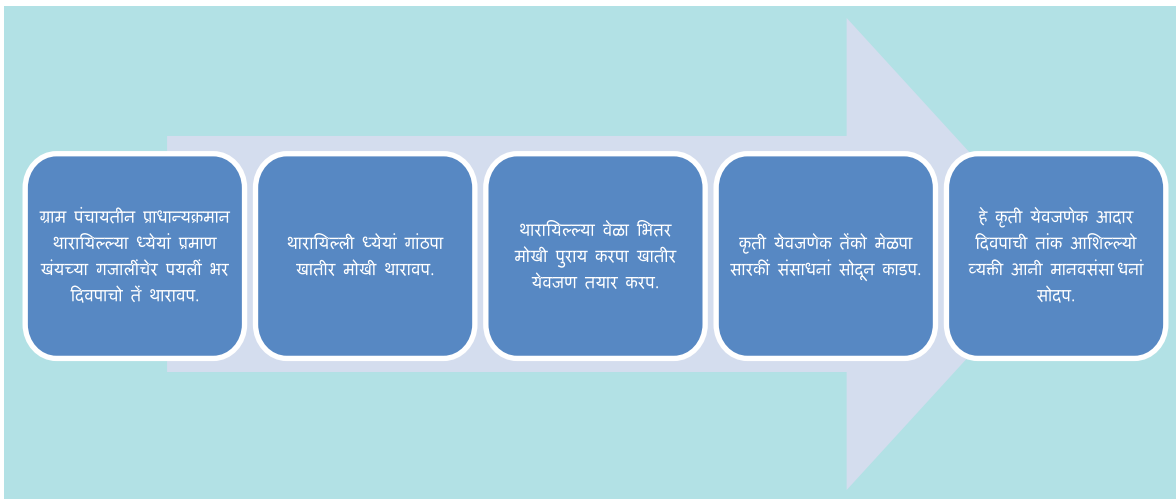 ग्राम पंचायतीन प्राधान्यक्रमान
थारायिल्ल्या ध्येयां प्रमाण
खंयच्या गजालींचेर पयलीं भर
दिवपाचो तें थारावप.
थारायिल्ली ध्येयां गांठपा
खातीर मोखी थारावप.
थारायिल्ल्या वेळा भितर
मोखी पुराय करपा खातीर
येवजण तयार करप.
कृती येवजणेक तेंको मेळपा
सारकीं संसाधनां सोदून काडप.
हे कृती येवजणेक आदार
दिवपाची तांक आशिल्ल्यो
व्यक्ती आनी मानवसंसाधनां
सोदप.